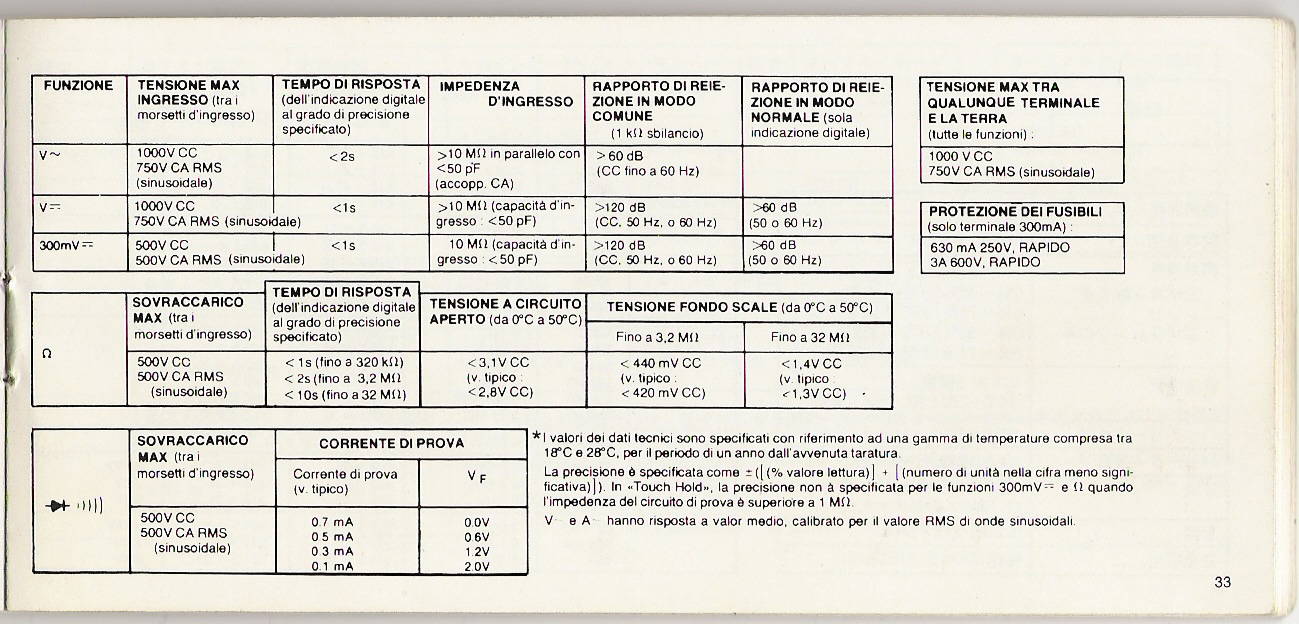 FUNZIONE
TENSIONE MAX
INGRESSO (tra i
morsetti d'ingresso)
TEMPO DI RISPOSTA
(dell'indicazione digitale
al grado di precisione
specificato)
IMPEDENZA
D'INGRESSO
RAPPORTO DI REIE-
ZIONE IN MODO
COMUNE
(1 kΩ sbilancio)
RAPPORTO DI REIE-
ZIONE IN MODO
NORMALE (sola
indicazione digitale)
V~
1000V CC
750V CA RMS
(sinusoidale)
<2s
>10 MΩ in parallelo con
<50 pF
(accopp. CA)
>60 dB
(CC fino a 60 Hz)
V⎓
1000V CC
750V CA RMS (sinusoidale)
<1s
>10 MΩ (capacità d'in-
gresso : <50 pF)
>120 dB
(CC, 50 Hz, o 60 Hz)
>60 dB
(50 o 60 Hz)
300mV⎓
500V CC
500V CA RMS (sinusoidale)
<1s
10 MΩ (capacità d'in-
gresso : <50 pF)
>120 dB
(CC, 50 Hz, o 60 Hz)
>60 dB
(50 o 60 Hz)
TENSIONE MAX TRA
QUALUNQUE TERMINALE
E LA TERRA
(tutte le funzioni) :
1000 V CC
750V CA RMS (sinusoidale)
PROTEZIONE DEI FUSIBILI
(solo terminale 300mA) :
630 mA 250V, RAPIDO
3A 600V, RAPIDO
Ω
SOVRACCARICO
MAX (tra i
morsetti d'ingresso)
TEMPO DI RISPOSTA
(dell'indicazione digitale
al grado di precisione
specificato)
TENSIONE A CIRCUITO
APERTO (da 0°C a 50°C)
TENSIONE FONDO SCALE (da 0°C a 50°C)
Fino a 3,2 MΩ
Fino a 32 MΩ
500V CC
500V CA RMS
(sinusoidale)
< 1s (fino a 320 kΩ)
< 2s (fino a 3,2 MΩ
< 10s (fino a 32 MΩ)
<3,1V CC
(v. tipico :
<2,8V CC)
< 440 mV CC
(v. tipico :
< 420 mV CC)
<1,4V CC
(v. tipico :
<1,3V CC)
SOVRACCARICO
MAX (tra i
morsetti d'ingresso)
CORRENTE DI PROVA
Corrente di prova
(v. tipico)
V F
500V CC
500V CA RMS
(sinusoidale)
0.7 mA 0.0V
0.5 mA 0.6V
0.3 mA 1.2V
0.1 mA 2.0V
*I valori dei dati tecnici sono specificati con riferimento ad una gamma di temperature compresa tra
18°C e 28°C, per il periodo di un anno dall'avvenuta taratura.
La precisione è specificata come ±([(% valore lettura)] + [(numero di unità nella cifra meno signi-
ficativa)]). In «Touch Hold», la precisione non à specificata per le funzioni 300mV⎓ e Ω quando
l'impedenza del circuito di prova è superiore a 1 MΩ.
V~ e A~ hanno risposta a valor medio, calibrato per il valore RMS di onde sinusoidali.
33